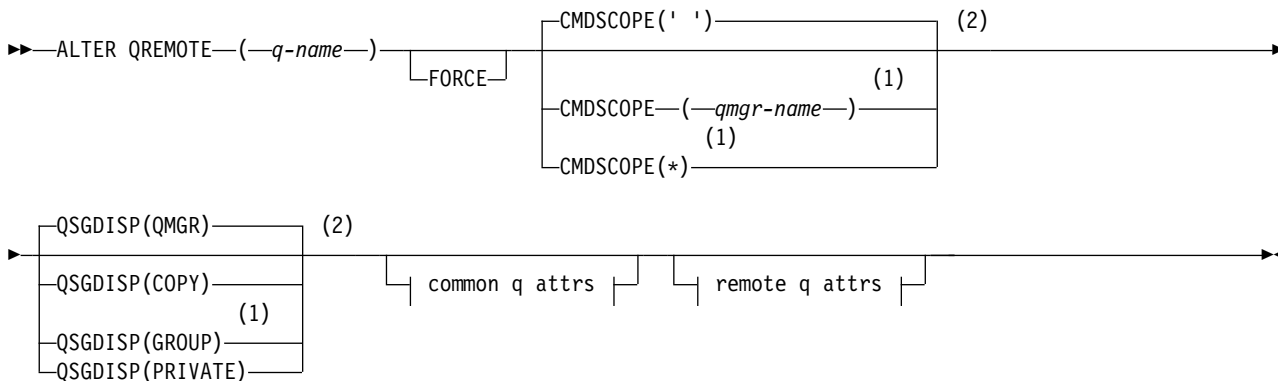 CMDSCOPE(' ') (2)
ALTER QREMOTE ( q-name )
FORCE (1)
CMDSCOPE ( qmgr-name )
(1)
CMDSCOPE(*)
QSGDISP(QMGR) (2)
QSGDISP(COPY) common q attrs remote q attrs
(1)
QSGDISP(GROUP)
QSGDISP(PRIVATE)